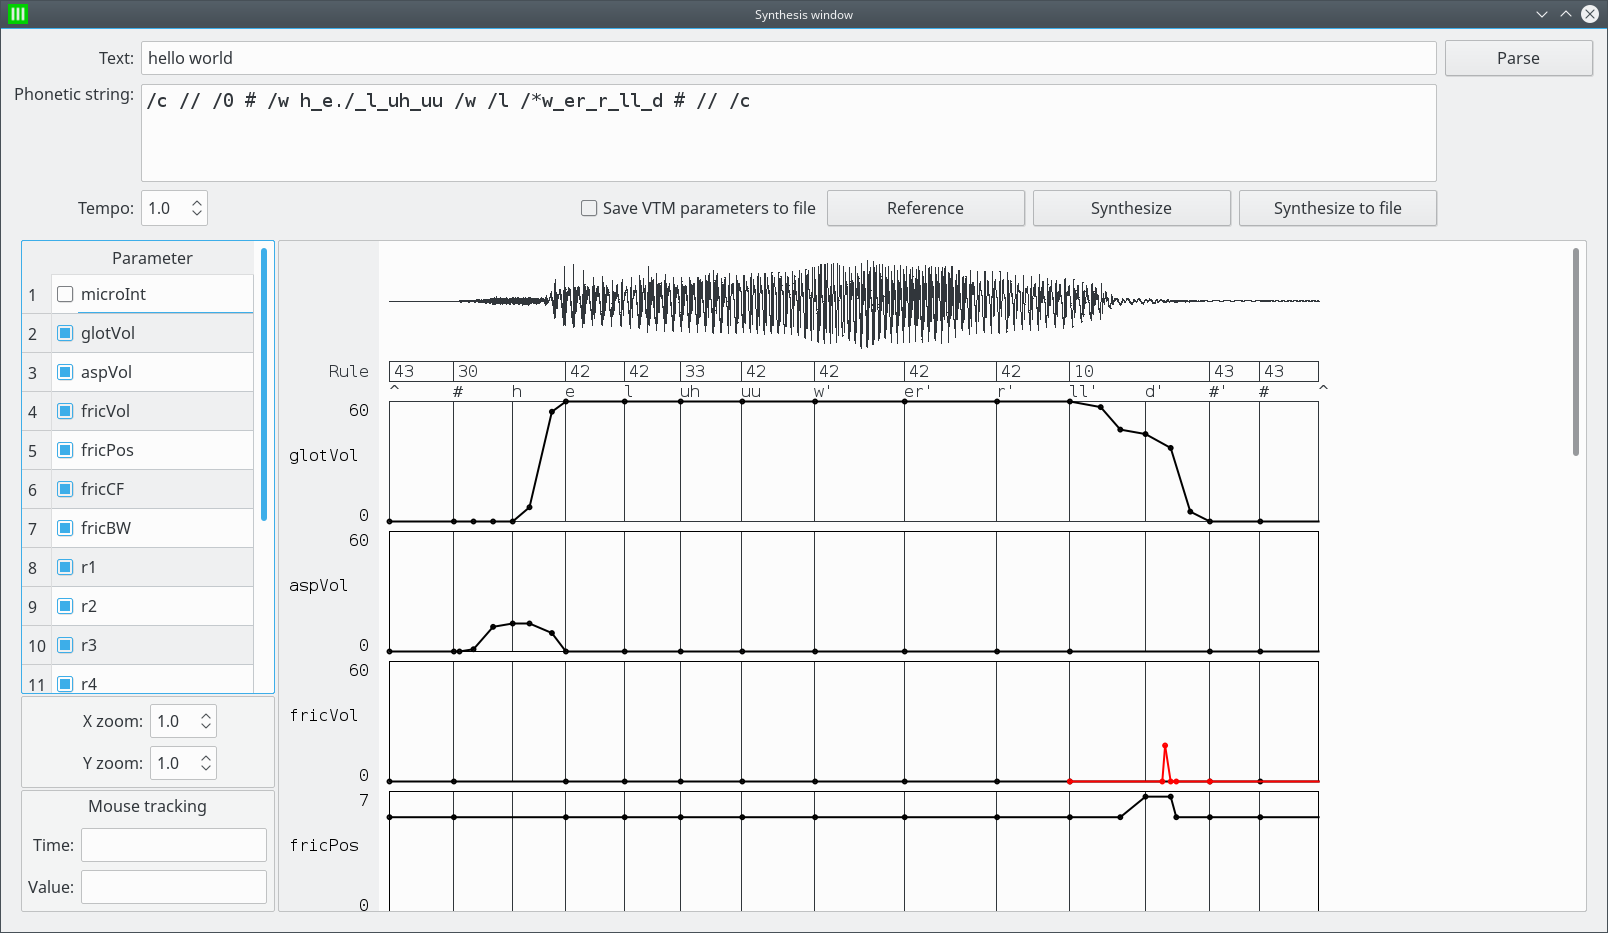 Synthesis window
Text: hello world Parse
Phonetic string: /c // /0 # /w h_e./_l_uh_uu /w /l /*w_er_r_ll_d # // /c
Tempo: 1.0 Save VTM parameters to file Reference Synthesize Synthesize to file
Parameter
1 microInt
2 glotVol
3 aspVol
4 fricVol
5 fricPos
6 fricCF
7 fricBW
8 r1
9 r2
10 r3
11 r4
X zoom: 1.0
Y zoom: 1.0
Mouse tracking
Time:
Value:
Rule 43 30 42 42 33 42 42 42 42 10 43 43
^ # h e l uh uu w' er' r' ll' d' #' # ^
60
glotVol
0
60
aspVol
0
60
fricVol
0
7
fricPos
0